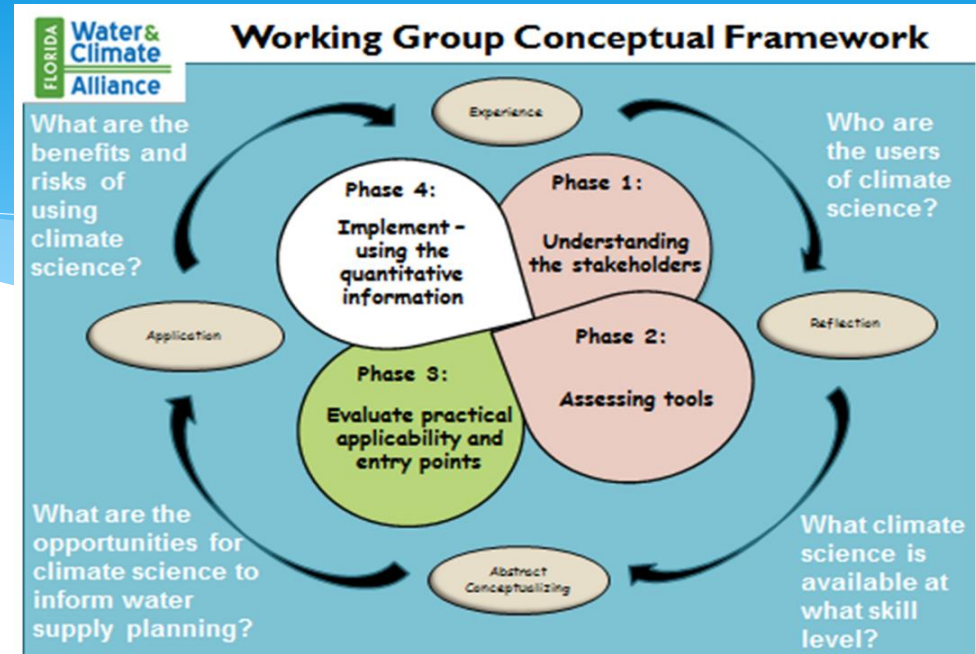 FLORIDA
Water&
Climate
Alliance
Working Group Conceptual Framework
Experience
What are the
benefits and
risks of
using
climate
science?
Who are
the users
of climate
science?
Phase 4:
Implement –
using the
quantitative
information
Phase 1:
Understanding
the stakeholders
Application
Reflection
Phase 3:
Evaluate practical
applicability and
entry points
Phase 2:
Assessing tools
What are the
opportunities for
climate science to
inform water
supply planning?
Abstract
Conceptualizing
What climate
science is
available at
what skill
level?